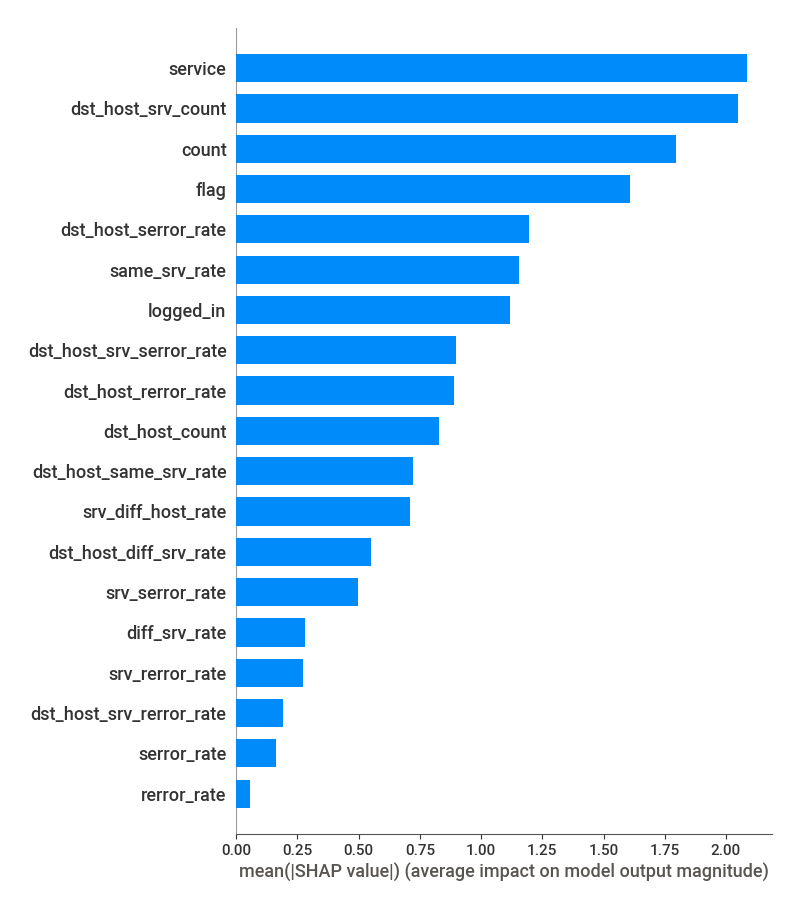 service
dst_host_srv_count
count
flag
dst_host_serror_rate
same_srv_rate
logged_in
dst_host_srv_serror_rate
dst_host_rerror_rate
dst_host_count
dst_host_same_srv_rate
srv_diff_host_rate
dst_host_diff_srv_rate
srv_serror_rate
diff_srv_rate
srv_rerror_rate
dst_host_srv_rerror_rate
serror_rate
rerror_rate
0.00 0.25 0.50 0.75 1.00 1.25 1.50 1.75 2.00
mean(|SHAP value|) (average impact on model output magnitude)